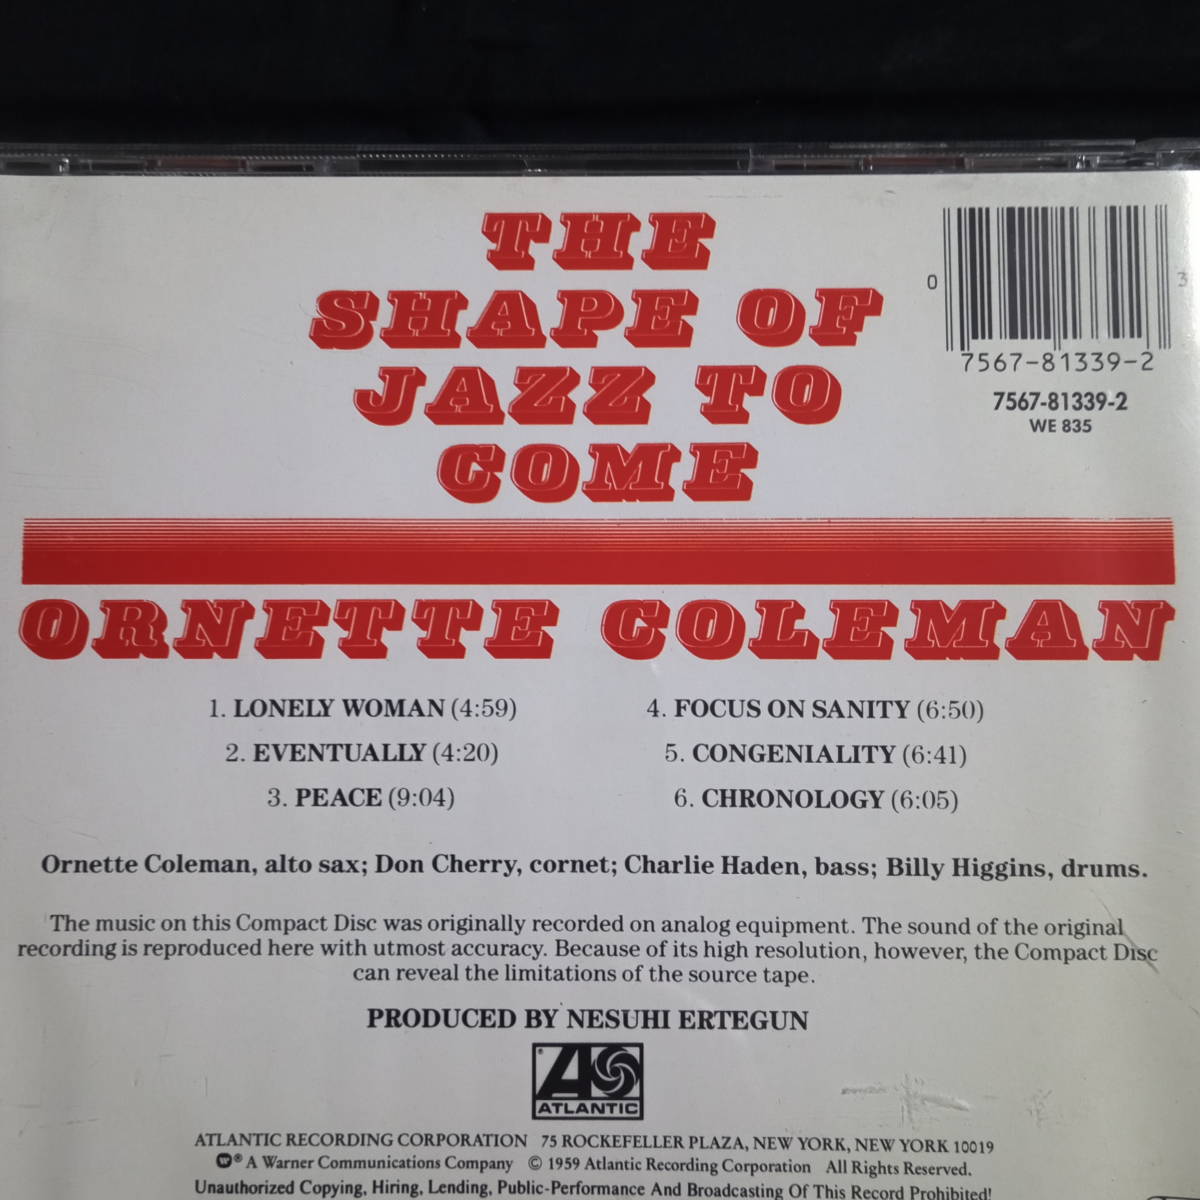 THE
SHAPE OF
JAZZ TO
COME
0 3
7567-81339-2
7567-81339-2
WE 835
ORNETTE COLEMAN
1. LONELY WOMAN (4:59)
2. EVENTUALLY (4:20)
3. PEACE (9:04)
4. FOCUS ON SANITY (6:50)
5. CONGENIALITY (6:41)
6. CHRONOLOGY (6:05)
Ornette Coleman, alto sax; Don Cherry, cornet; Charlie Haden, bass; Billy Higgins, drums.
The music on this Compact Disc was originally recorded on analog equipment. The sound of the original
recording is reproduced here with utmost accuracy. Because of its high resolution, however, the Compact Disc
can reveal the limitations of the source tape.
PRODUCED BY NESUHI ERTEGUN
A
ATLANTIC
ATLANTIC RECORDING CORPORATION 75 ROCKEFELLER PLAZA, NEW YORK, NEW YORK 10019
® A Warner Communications Company © 1959 Atlantic Recording Corporation All Rights Reserved.
Unauthorized Copying, Hiring, Lending, Public-Performance And Broadcasting Of This Record Prohibited!